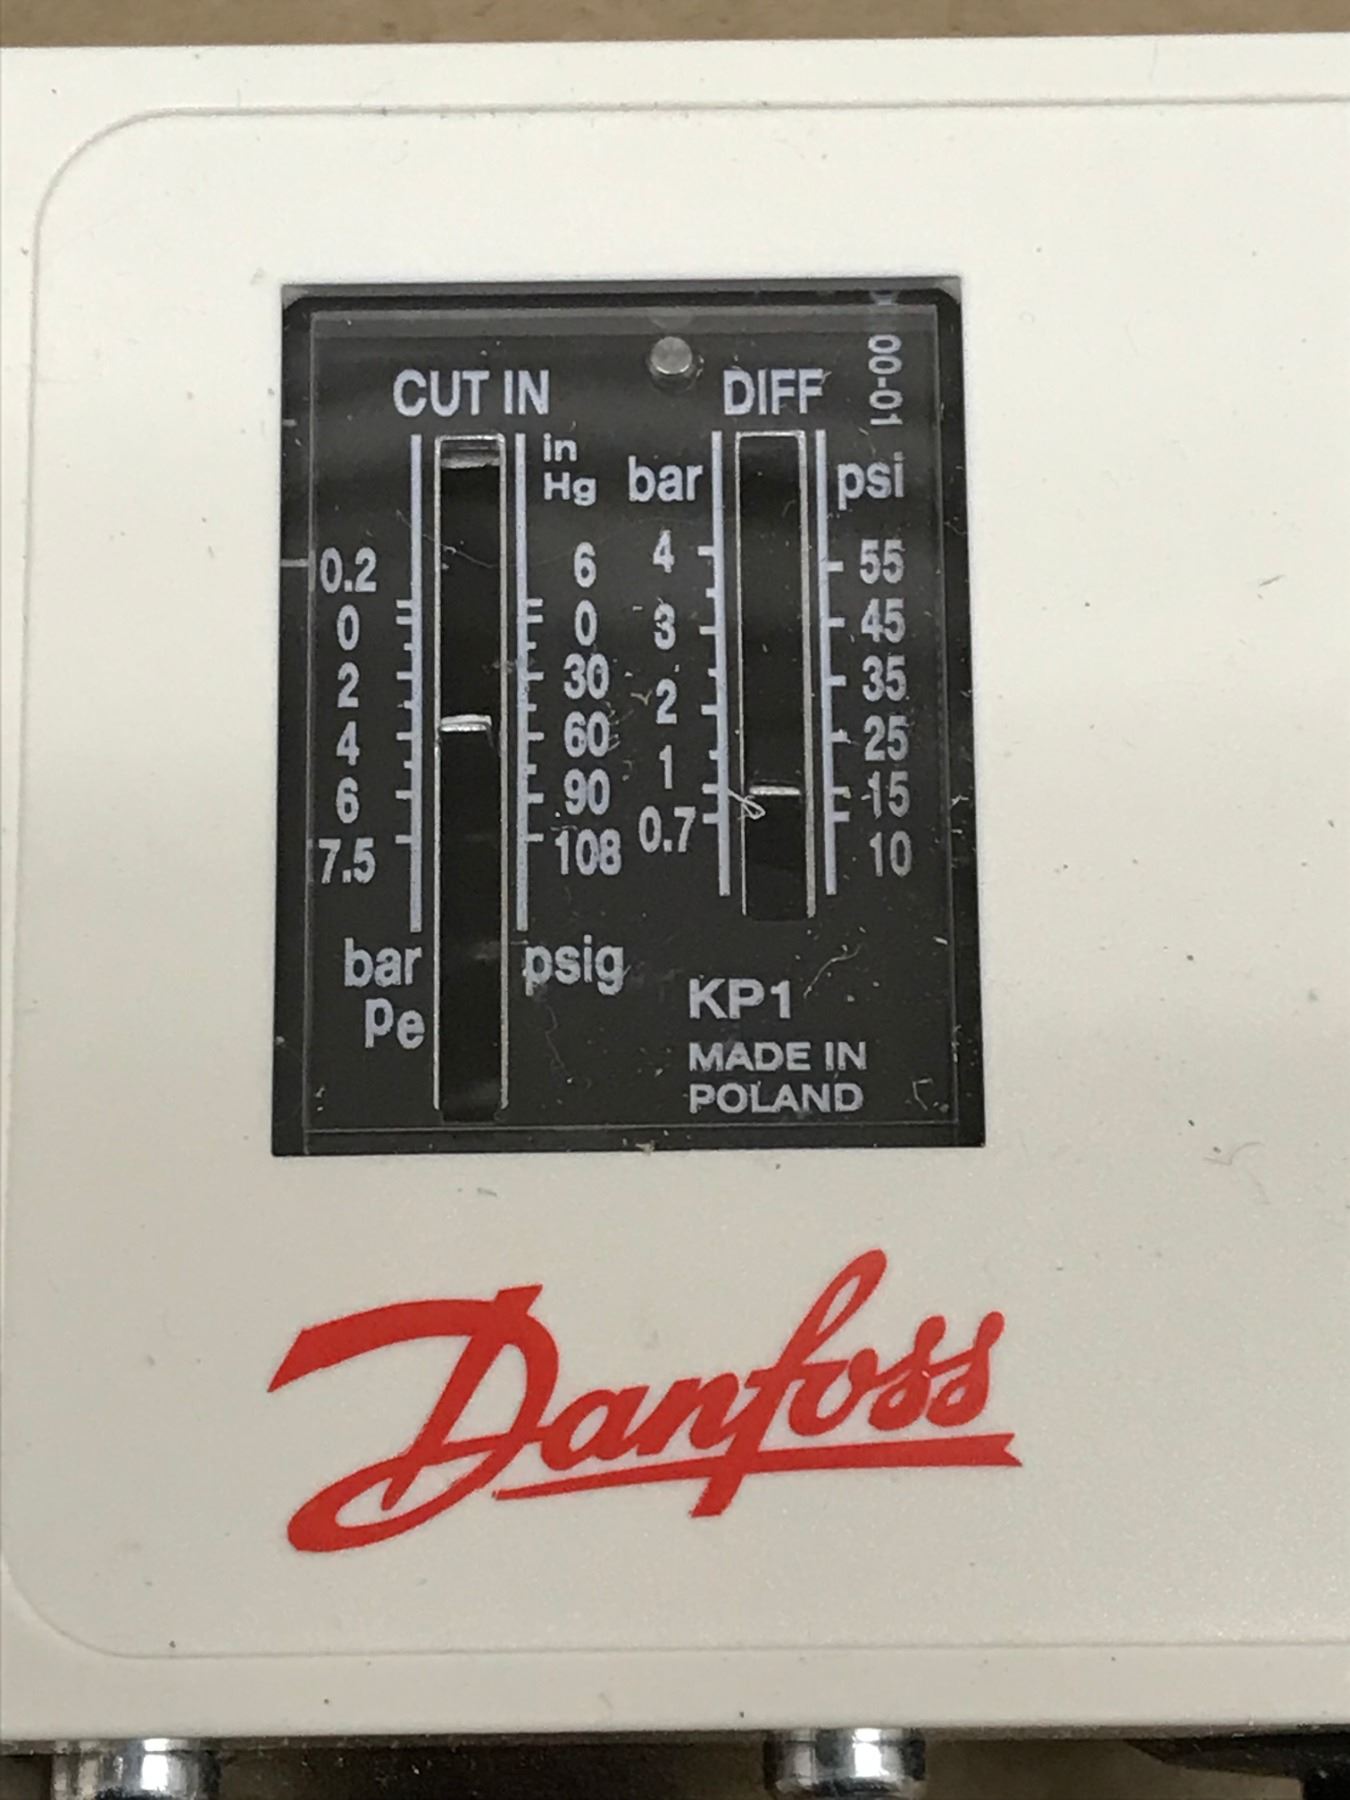 CUT IN
in
Hg
0.2
0
2
4
6
7.5
6
0
30
60
90
108
bar
Pe
psig
DIFF
00-01
bar
psi
4
3
2
1
0.7
55
45
35
25
15
10
KP1
MADE IN
POLAND
Danfoss